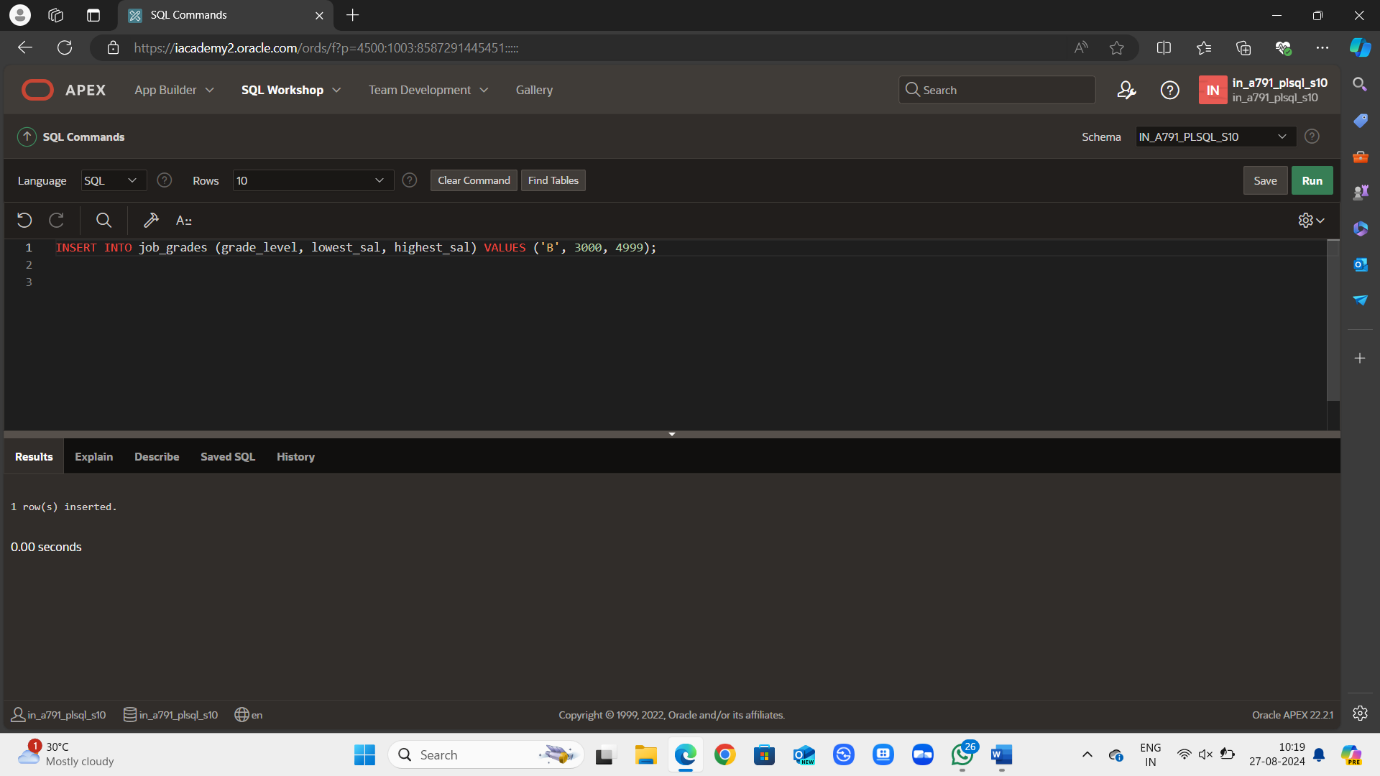 SQL Commands
https://iacademy2.oracle.com/ords/f?p=4500:1003:8587291445451:::::
APEX App Builder SQL Workshop Team Development Gallery Search IN in_a791_plsql_s10
in_a791_plsql_s10
SQL Commands Schema IN_A791_PLSQL_S10
Language SQL Rows 10 Clear Command Find Tables Save Run
A::
1 INSERT INTO job_grades (grade_level, lowest_sal, highest_sal) VALUES ('B', 3000, 4999);
2
3
Results Explain Describe Saved SQL History
1 row(s) inserted.
0.00 seconds
in_a791_plsql_s10 in_a791_plsql_s10 en Copyright © 1999, 2022, Oracle and/or its affiliates. Oracle APEX 22.2.1
1 30°C
Mostly cloudy
Search
NEW
26
ENG
IN
10:19
27-08-2024
PRE